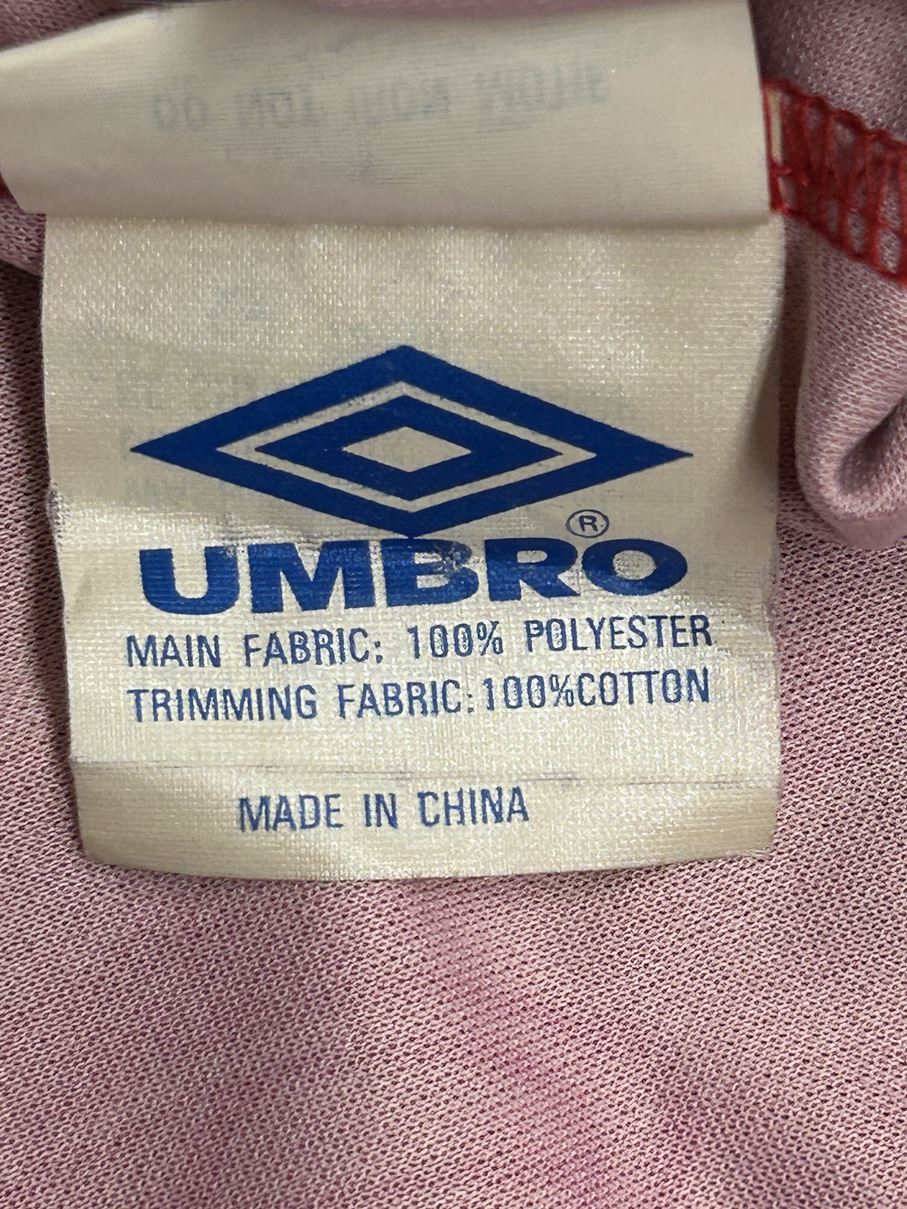 UMBRO ®
MAIN FABRIC: 100% POLYESTER
TRIMMING FABRIC:100%COTTON
MADE IN CHINA